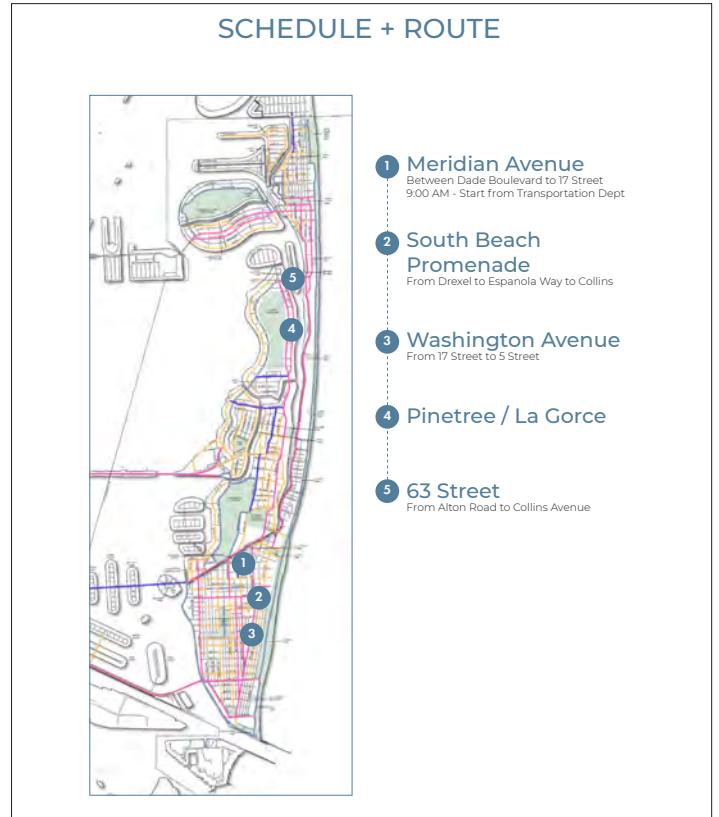 SCHEDULE + ROUTE
1 Meridian Avenue
Between Dade Boulevard to 17 Street
9:00 AM - Start from Transportation Dept
2 South Beach
Promenade
From Drexel to Espanola Way to Collins
3 Washington Avenue
From 17 Street to 5 Street
4 Pinetree / La Gorce
5 63 Street
From Alton Road to Collins Avenue
5
4
1
2
3